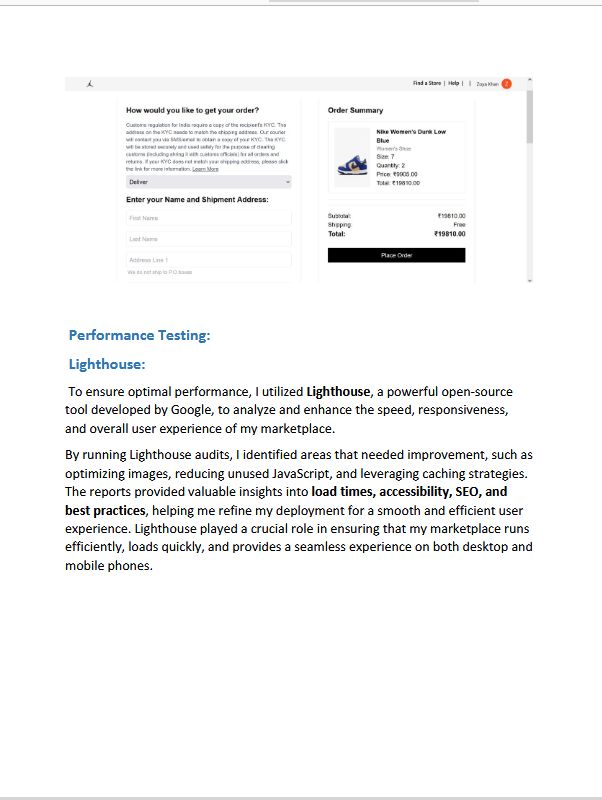 Find a Store | Help | | Zoya Khan Z
How would you like to get your order?
Customs regulation for India require a copy of the recipient's KYC. The
address on the KYC needs to match the shipping address. Our courier
will contact you via SMS/email to obtain a copy of your KYC. The KYC
will be stored securely and used solely for the purpose of clearing
customs (including sharing it with customs officials) for all orders and
returns. If your KYC does not match your shipping address, please click
the link for more information. Learn More
Deliver
Enter your Name and Shipment Address:
First Name
Last Name
Address Line 1
We do not ship to P.O boxes
Order Summary
Nike Women's Dunk Low
Blue
Women's Shoe
Size: 7
Quantity: 2
Price: ₹9905.00
Total: ₹19810.00
Subtotal: ₹19810.00
Shipping: Free
Total: ₹19810.00
Place Order
Performance Testing:
Lighthouse:
To ensure optimal performance, I utilized Lighthouse, a powerful open-source
tool developed by Google, to analyze and enhance the speed, responsiveness,
and overall user experience of my marketplace.
By running Lighthouse audits, I identified areas that needed improvement, such as
optimizing images, reducing unused JavaScript, and leveraging caching strategies.
The reports provided valuable insights into load times, accessibility, SEO, and
best practices, helping me refine my deployment for a smooth and efficient user
experience. Lighthouse played a crucial role in ensuring that my marketplace runs
efficiently, loads quickly, and provides a seamless experience on both desktop and
mobile phones.